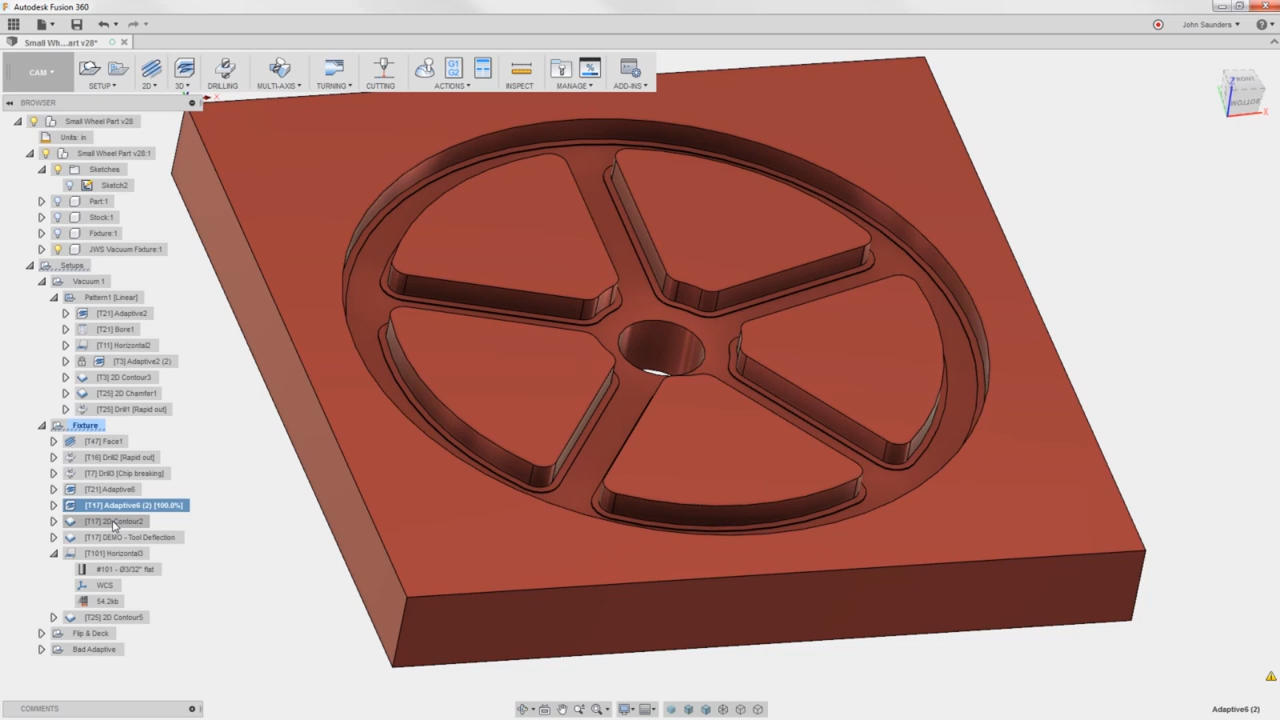 Autodesk Fusion 360
John Saunders
Small Wh...art v28*
CAM
SETUP
2D
3D
DRILLING
MULTI-AXIS
TURNING
CUTTING
G1
G2
ACTIONS
INSPECT
MANAGE
ADD-INS
BROWSER
FRONT
BOTTOM
Z
X
Small Wheel Part v28
Units: in
Small Wheel Part v28:1
Sketches
Sketch2
Part:1
Stock:1
Fixture:1
JWS Vacuum Fixture:1
Setups
Vacuum 1
Pattern1 [Linear]
[T21] Adaptive2
[T21] Bore1
[T11] Horizontal2
[T3] Adaptive2 (2)
[T3] 2D Contour3
[T25] 2D Chamfer1
[T25] Drill1 [Rapid out]
Fixture
[T47] Face1
[T16] Drill2 [Rapid out]
[T7] Drill3 [Chip breaking]
[T21] Adaptive6
[T17] Adaptive6 (2) [100.0%]
[T17] 2D Contour2
[T17] DEMO - Tool Deflection
[T101] Horizontal3
#101 - Ø3/32" flat
WCS
54.2kb
[T25] 2D Contour5
Flip & Deck
Bad Adaptive
COMMENTS
Adaptive6 (2)